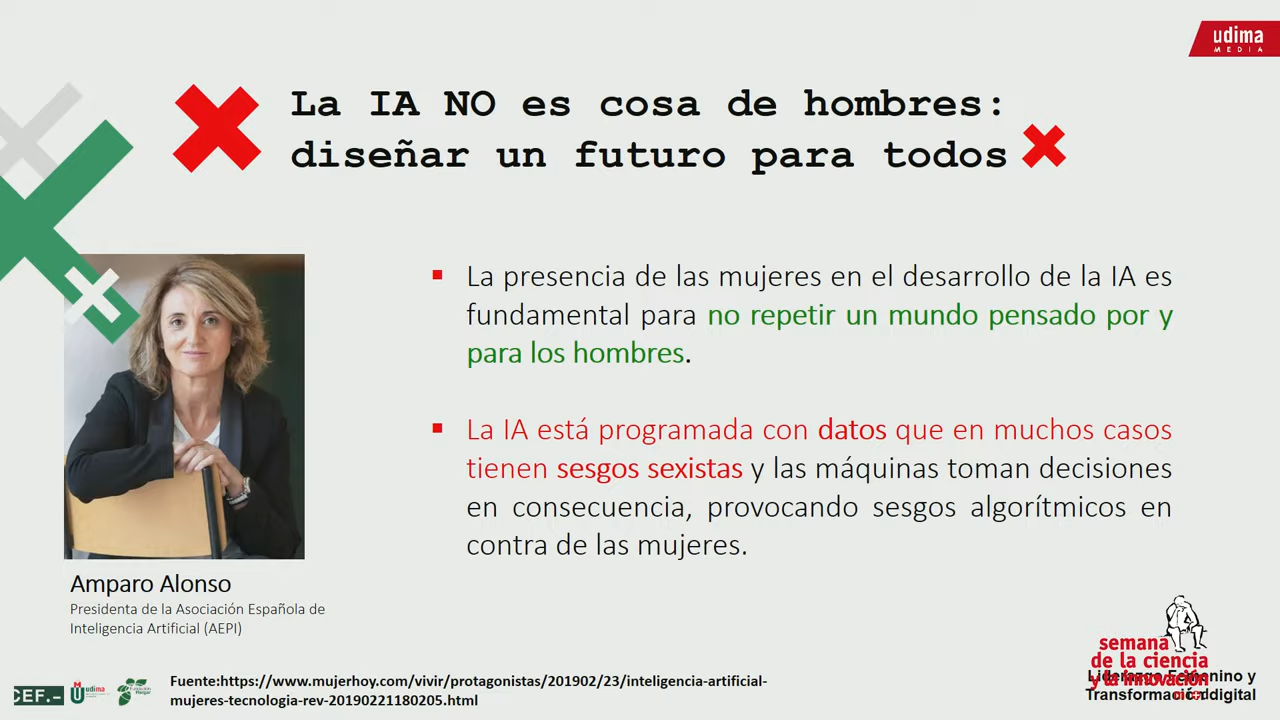 udima
MEDIA
La IA NO es cosa de hombres:
diseñar un futuro para todos
La presencia de las mujeres en el desarrollo de la IA es
fundamental para no repetir un mundo pensado por y
para los hombres.
La IA está programada con datos que en muchos casos
tienen sesgos sexistas y las máquinas toman decisiones
en consecuencia, provocando sesgos algorítmicos en
contra de las mujeres.
Amparo Alonso
Presidenta de la Asociación Española de
Inteligencia Artificial (AEPI)
Fuente:https://www.mujerhoy.com/vivir/protagonistas/201902/23/inteligencia-artificial-
mujeres-tecnologia-rev-20190221180205.html
CEF.-
udima
semana
de la ciencia
y la innovación
Liderazgo Femenino y
Transformación digital